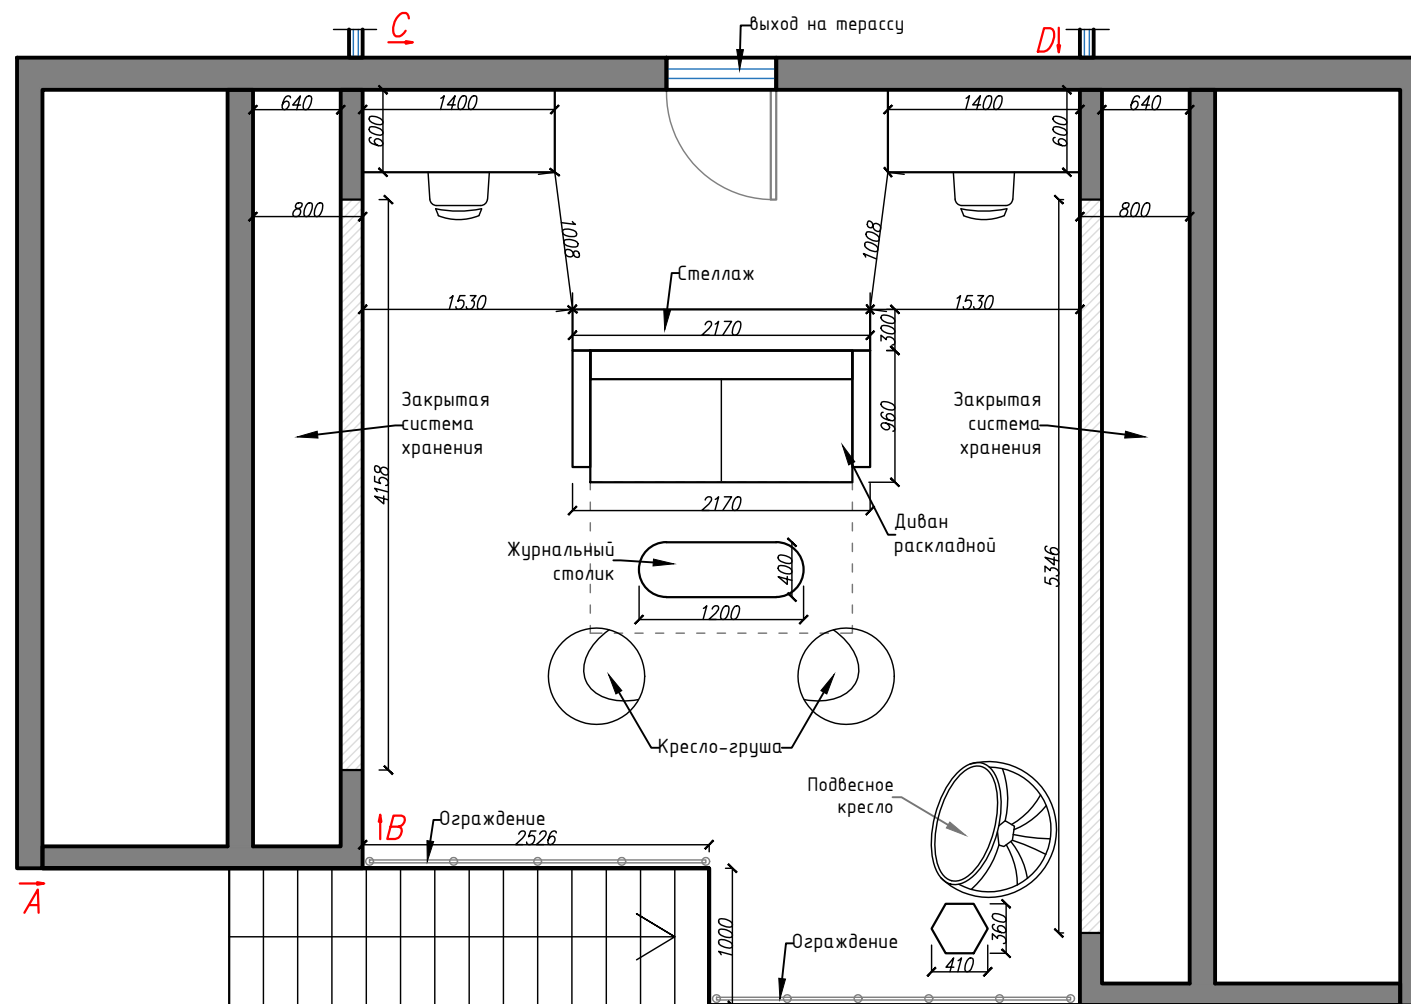 C
выход на терассу
D
640
1400
1400
640
600
600
800
800
1008
1008
Стеллаж
1530
1530
2170
300
Закрытая
система
хранения
960
Закрытая
система
хранения
4158
2170
Диван
раскладной
Журнальный
столик
400
5346
1200
Кресло-груша
Подвесное
кресло
B
Ограждение
2526
A
1000
Ограждение
360
410